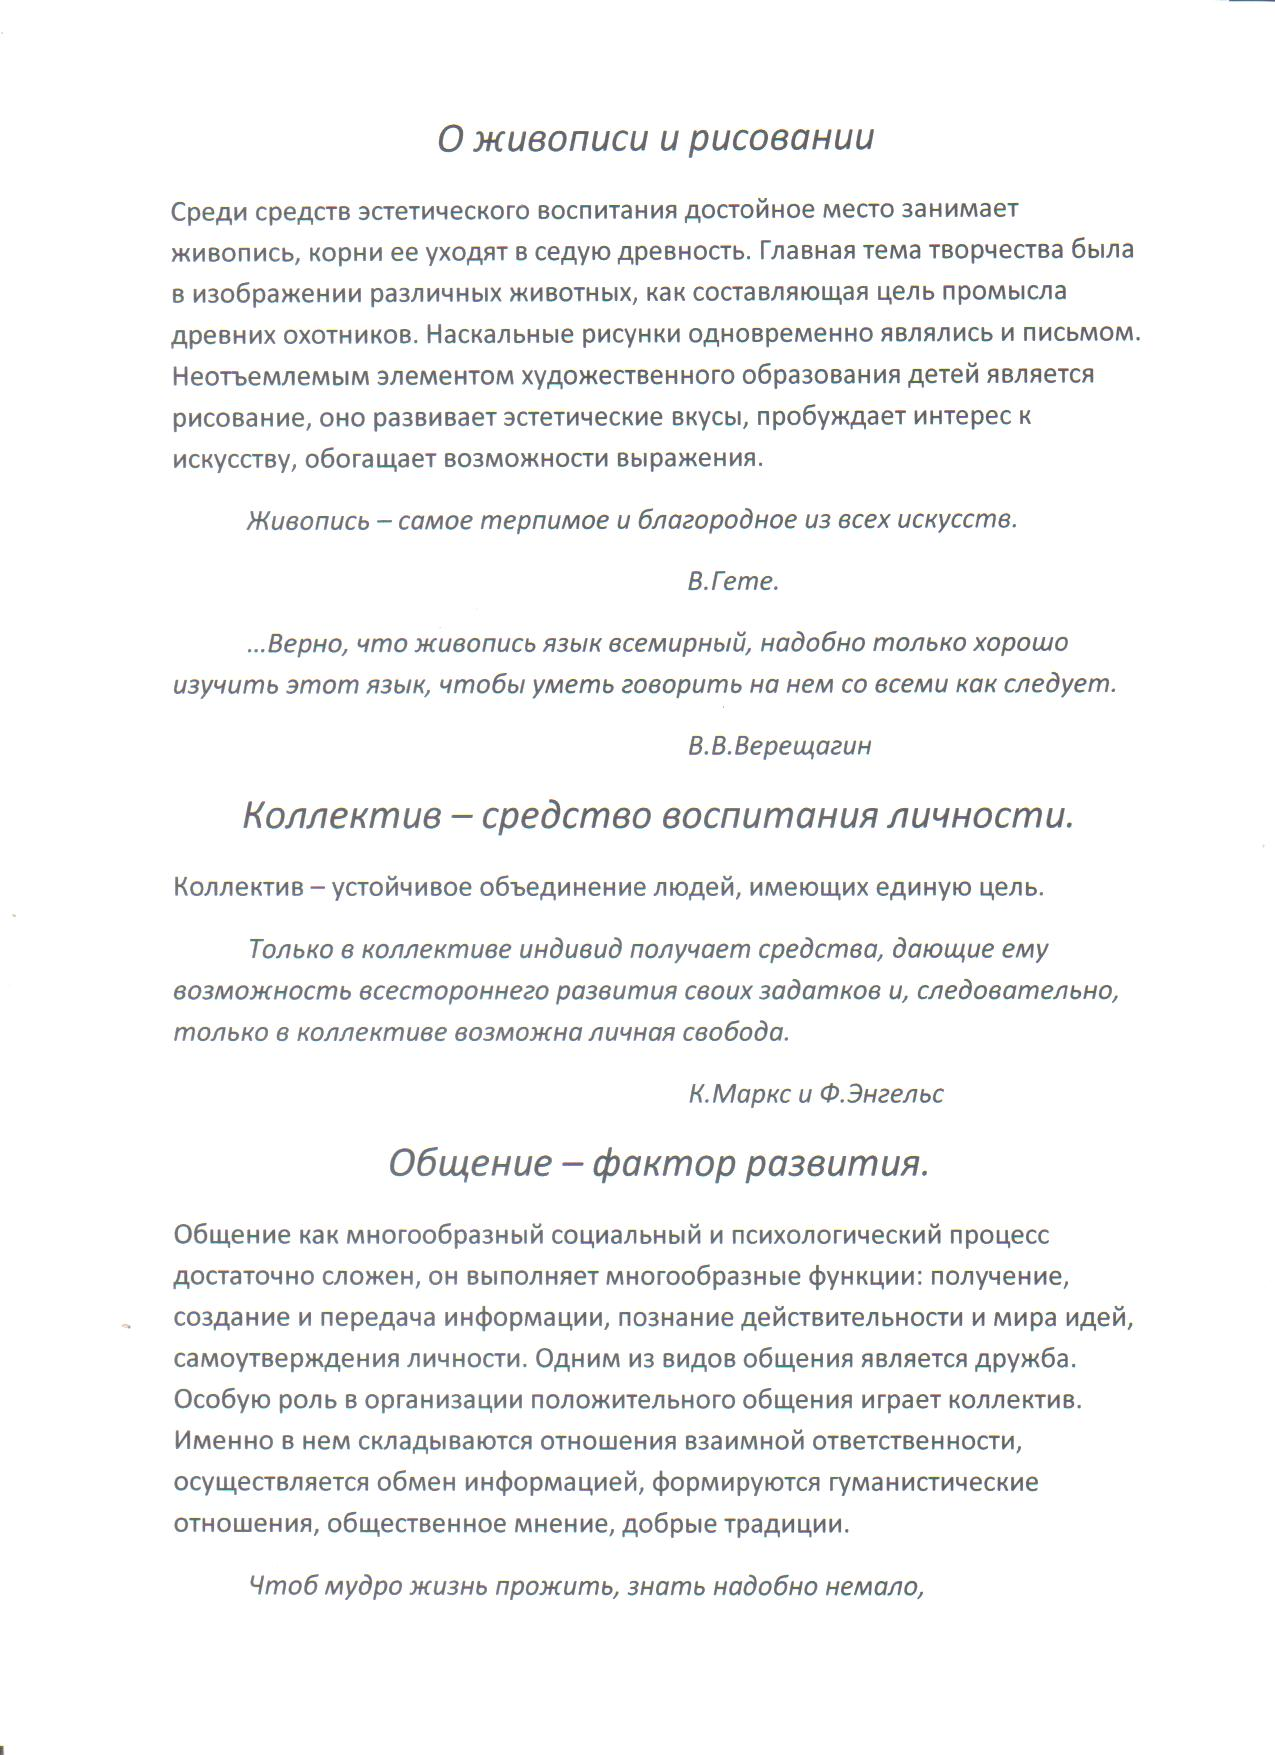 О живописи и рисовании
Среди средств эстетического воспитания достойное место занимает
живопись, корни ее уходят в седую древность. Главная тема творчества была
в изображении различных животных, как составляющая цель промысла
древних охотников. Наскальные рисунки одновременно являлись и письмом.
Неотъемлемым элементом художественного образования детей является
рисование, оно развивает эстетические вкусы, пробуждает интерес к
искусству, обогащает возможности выражения.
Живопись – самое терпимое и благородное из всех искусств.
В.Гете.
...Верно, что живопись язык всемирный, надобно только хорошо
изучить этот язык, чтобы уметь говорить на нем со всеми как следует.
В.В.Верещагин
Коллектив – средство воспитания личности.
Коллектив – устойчивое объединение людей, имеющих единую цель.
Только в коллективе индивид получает средства, дающие ему
возможность всестороннего развития своих задатков и, следовательно,
только в коллективе возможна личная свобода.
К.Маркс и Ф.Энгельс
Общение – фактор развития.
Общение как многообразный социальный и психологический процесс
достаточно сложен, он выполняет многообразные функции: получение,
создание и передача информации, познание действительности и мира идей,
самоутверждения личности. Одним из видов общения является дружба.
Особую роль в организации положительного общения играет коллектив.
Именно в нем складываются отношения взаимной ответственности,
осуществляется обмен информацией, формируются гуманистические
отношения, общественное мнение, добрые традиции.
Чтоб мудро жизнь прожить, знать надобно немало,